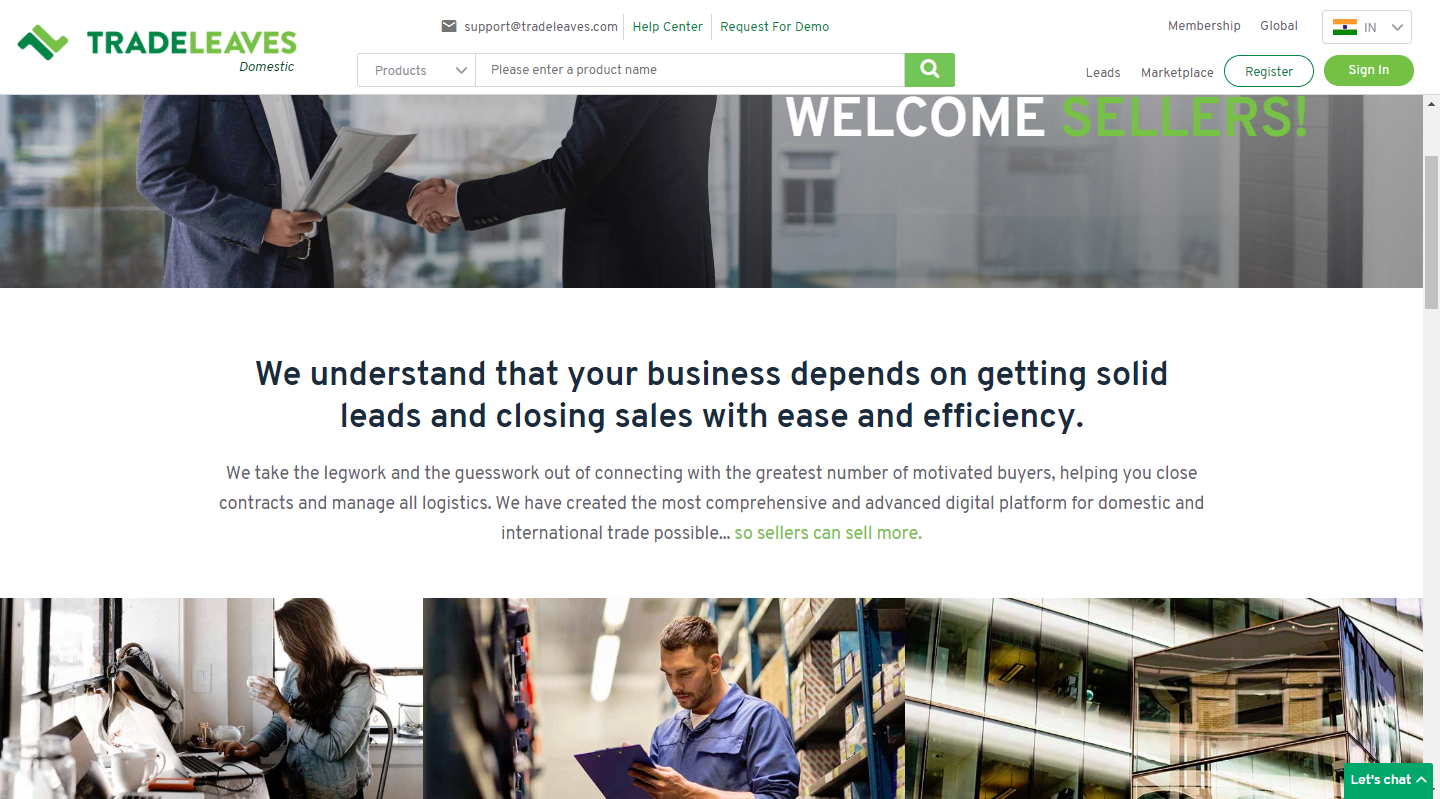 support@tradeleaves.com
Help Center
Request For Demo
Membership
Global
IN
TRADELEAVES
Domestic
Products
Please enter a product name
Leads
Marketplace
Register
Sign In
WELCOME SELLERS!
We understand that your business depends on getting solid
leads and closing sales with ease and efficiency.
We take the legwork and the guesswork out of connecting with the greatest number of motivated buyers, helping you close
contracts and manage all logistics. We have created the most comprehensive and advanced digital platform for domestic and
international trade possible... so sellers can sell more.
Let's chat